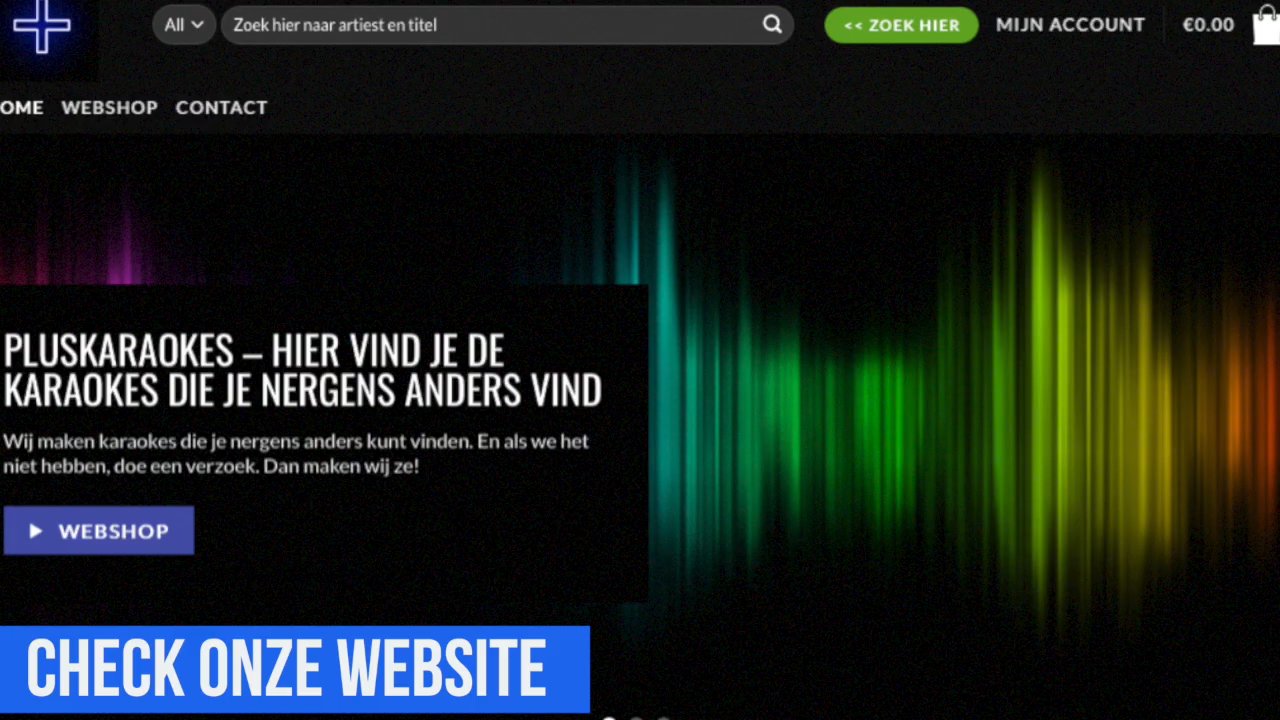 All
Zoek hier naar artiest en titel
<< ZOEK HIER
MIJN ACCOUNT
€0.00
OME WEBSHOP CONTACT
PLUSKARAOKES – HIER VIND JE DE
KARAOKES DIE JE NERGENS ANDERS VIND
Wij maken karaokes die je nergens anders kunt vinden. En als we het
niet hebben, doe een verzoek. Dan maken wij ze!
WEBSHOP
CHECK ONZE WEBSITE